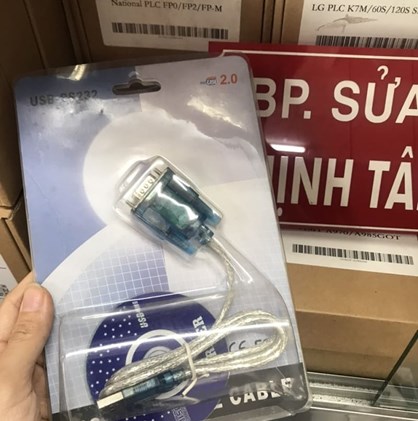 National PLC FP0/FP2/FP-M
LG PLC K7M/60S/120S S
USB-RS232
2.0
BP. SỬA
ỊNH TÂ
A985GOT
CABLE